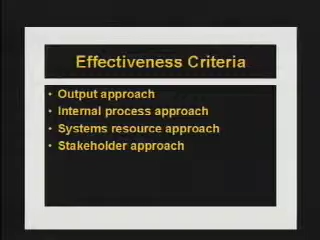 Effectiveness Criteria
• Output approach
• Internal process approach
• Systems resource approach
• Stakeholder approach